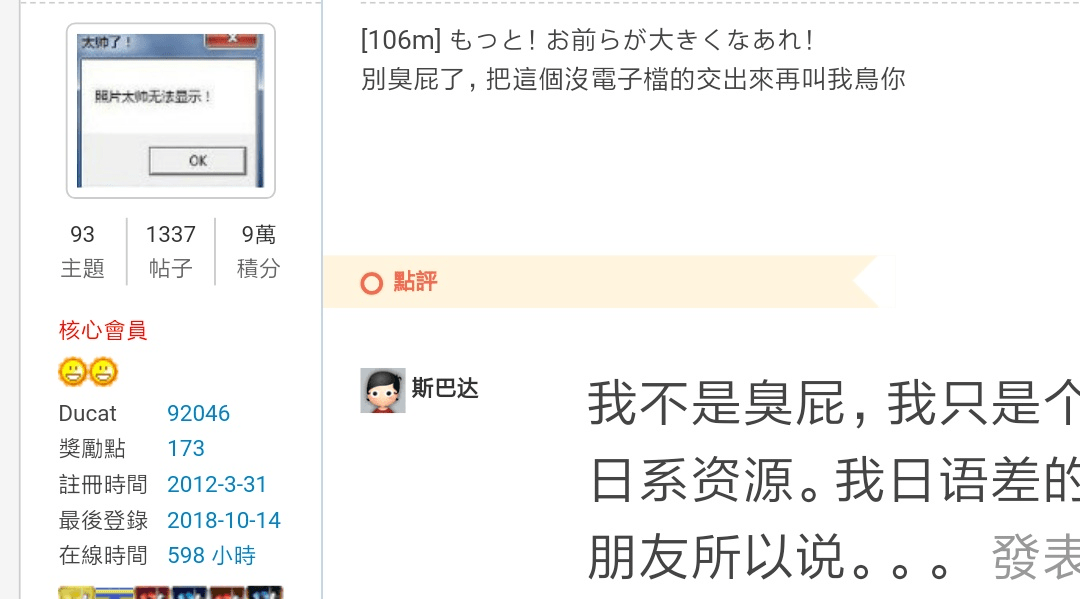 太帅了！
照片太帅无法显示！
OK
93
主題
1337
帖子
9萬
積分
核心會員
Ducat 92046
獎勵點 173
註冊時間 2012-3-31
最後登錄 2018-10-14
在線時間 598 小時
[106m] もっと！お前らが大きくなあれ！
別臭屁了，把這個沒電子檔的交出來再叫我鳥你
點評
斯巴达
我不是臭屁，我只是个
日系资源。我日语差的
朋友所以说。。。 發表